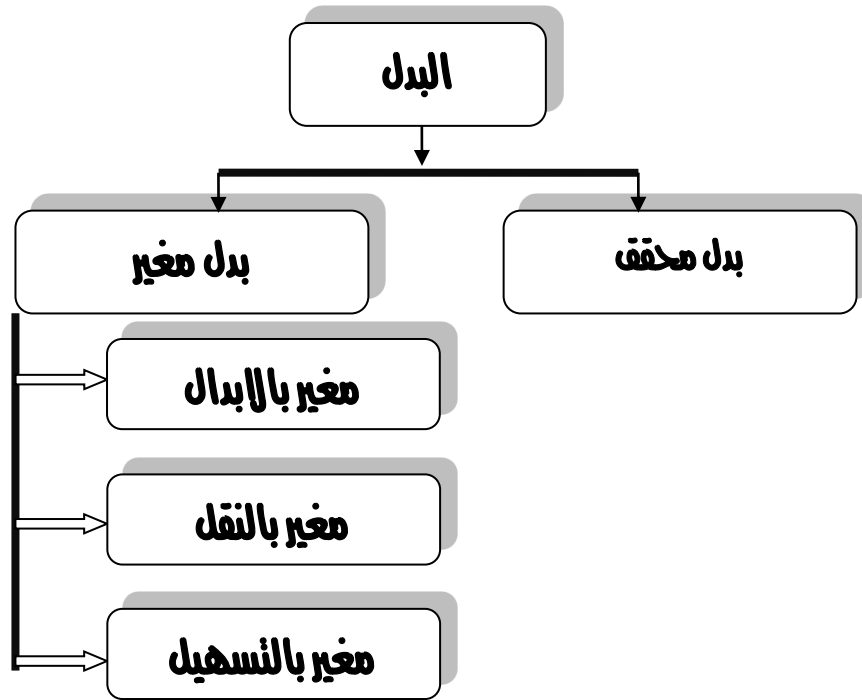 البدل
بدل محقق
بدل مغير
مغير بالإبدال
مغير بالنقل
مغير بالتسهيل